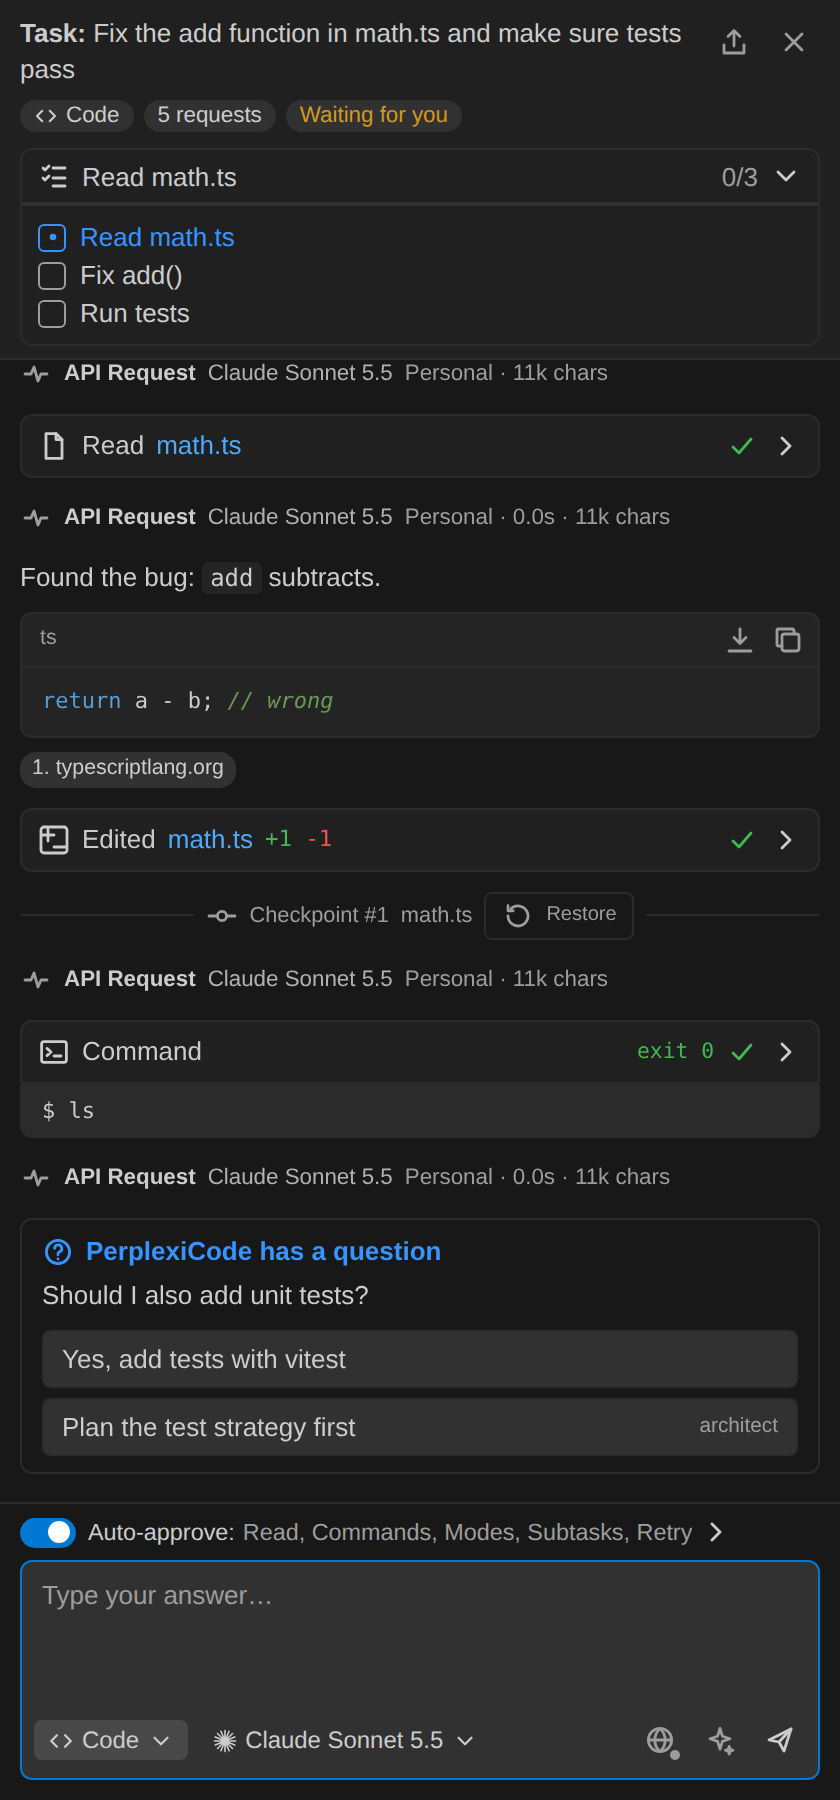 Task: Fix the add function in math.ts and make sure tests
pass
Code 5 requests Waiting for you
Read math.ts 0/3
Read math.ts
Fix add()
Run tests
API Request Claude Sonnet 5.5 Personal · 11k chars
Read math.ts
API Request Claude Sonnet 5.5 Personal · 0.0s · 11k chars
Found the bug: add subtracts.
ts
return a - b; // wrong
1. typescriptlang.org
Edited math.ts +1 -1
Checkpoint #1 math.ts Restore
API Request Claude Sonnet 5.5 Personal · 11k chars
Command exit 0
$ ls
API Request Claude Sonnet 5.5 Personal · 0.0s · 11k chars
PerplexiCode has a question
Should I also add unit tests?
Yes, add tests with vitest
Plan the test strategy first architect
Auto-approve: Read, Commands, Modes, Subtasks, Retry
Type your answer…
Code Claude Sonnet 5.5